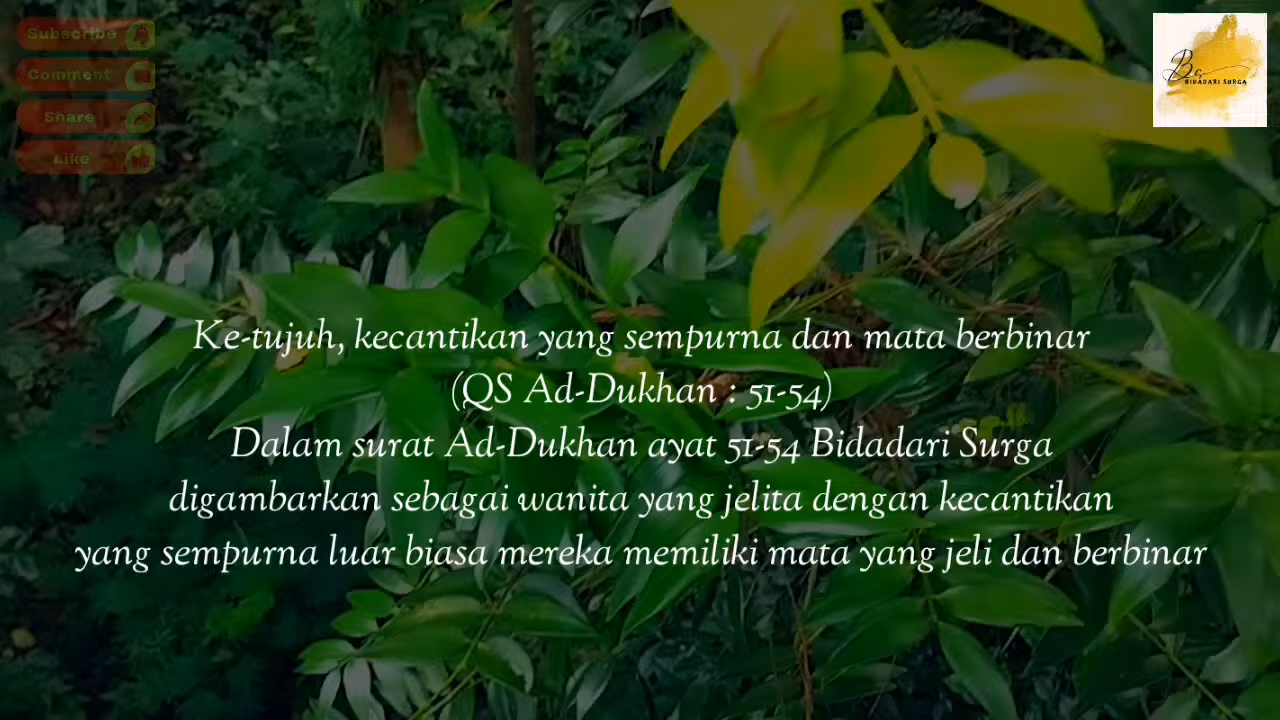 Subscribe
Comment
Share
Like
Bs
BIDADARI SURGA
Ke-tujuh, kecantikan yang sempurna dan mata berbinar
(QS Ad-Dukhan : 51-54)
Dalam surat Ad-Dukhan ayat 51-54 Bidadari Surga
digambarkan sebagai wanita yang jelita dengan kecantikan
yang sempurna luar biasa mereka memiliki mata yang jeli dan berbinar